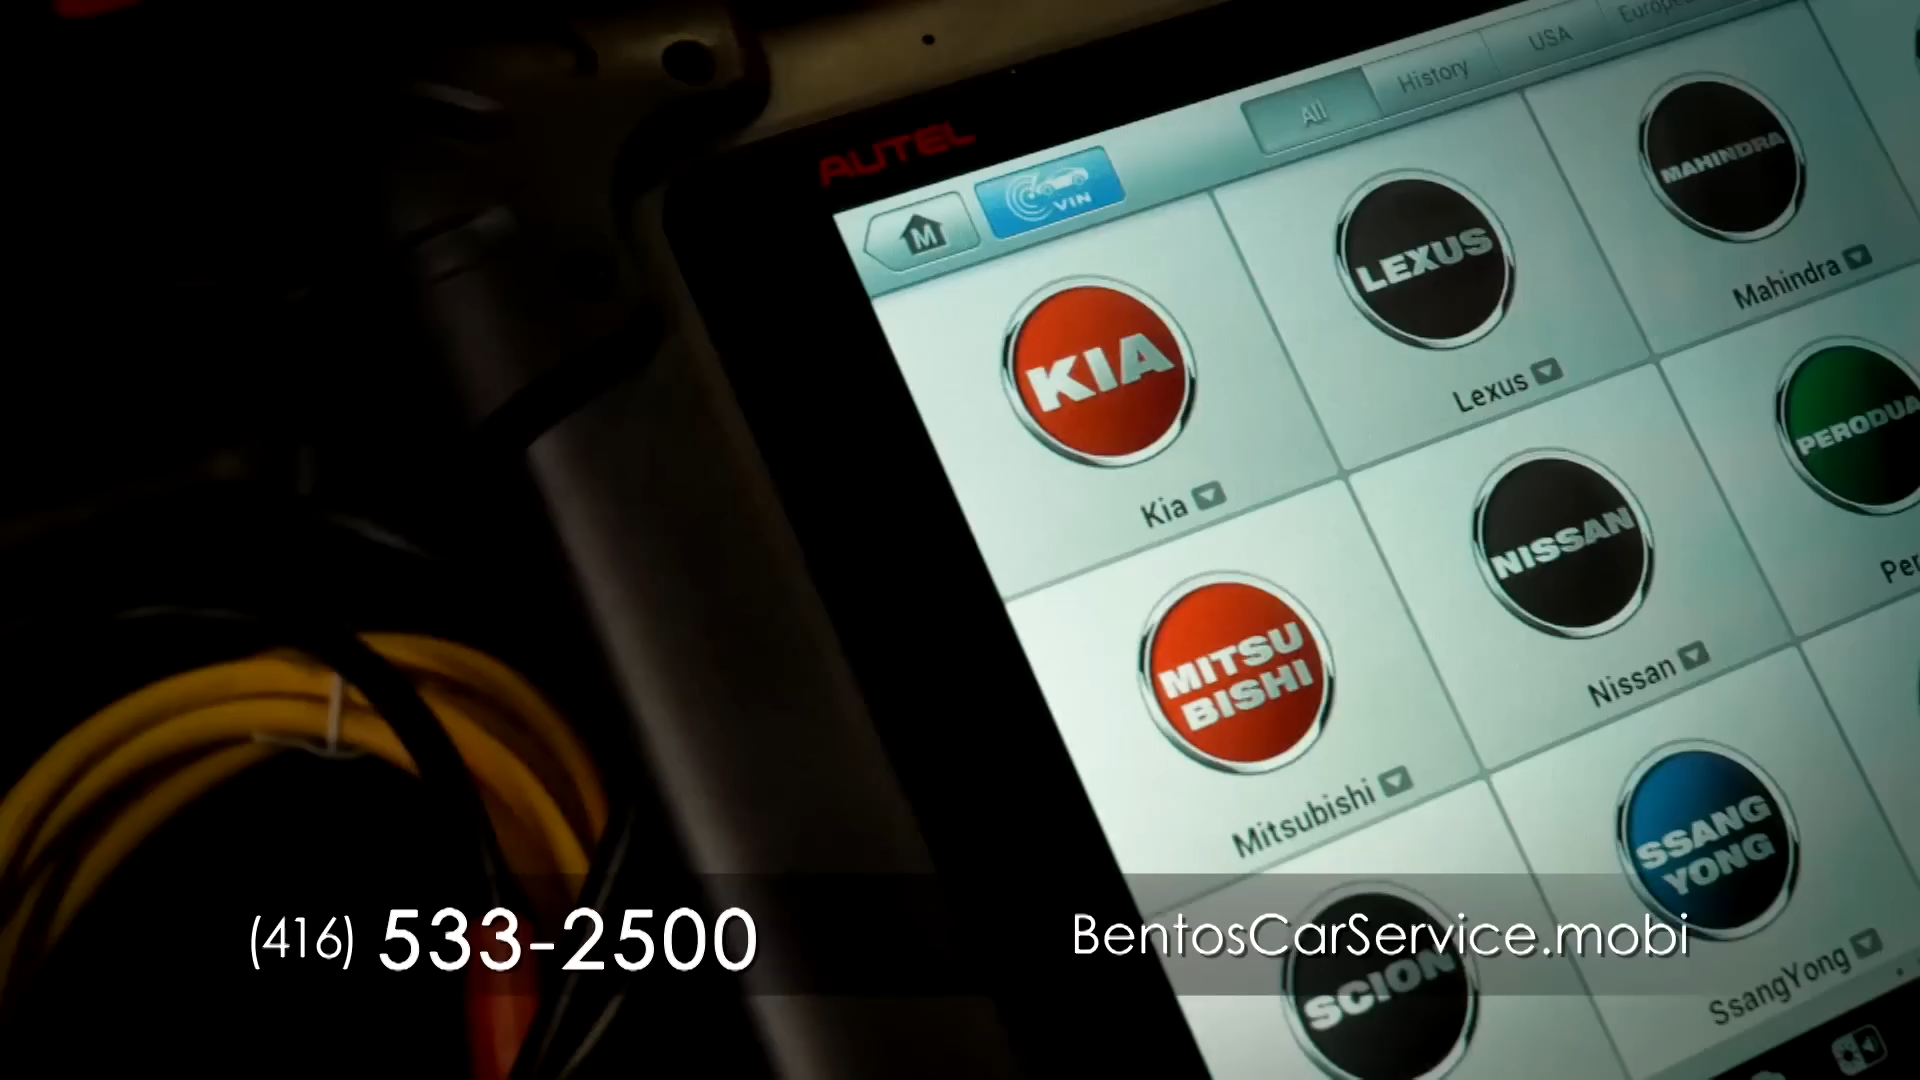 AUTEL
All
History
USA
VIN
M
KIA
Kia
LEXUS
Lexus
MAHINDRA
Mahindra
MITSU
BISHI
Mitsubishi
NISSAN
Nissan
PERODUA
SCION
SSANG
YONG
SsangYong
(416) 533-2500
BentosCarService.mobi